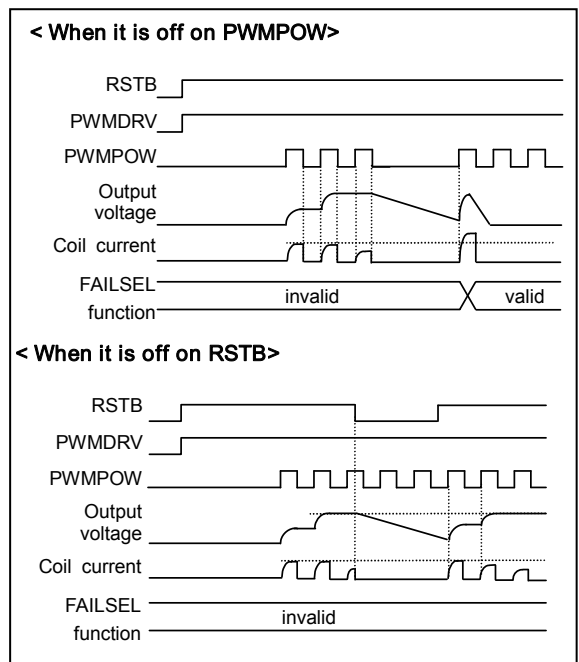 < When it is off on PWMPOW>
RSTB
PWMDRV
PWMPOW
Output
voltage
Coil current
FAILSEL
function
invalid
valid
< When it is off on RSTB>
RSTB
PWMDRV
PWMPOW
Output
voltage
Coil current
FAILSEL
function
invalid